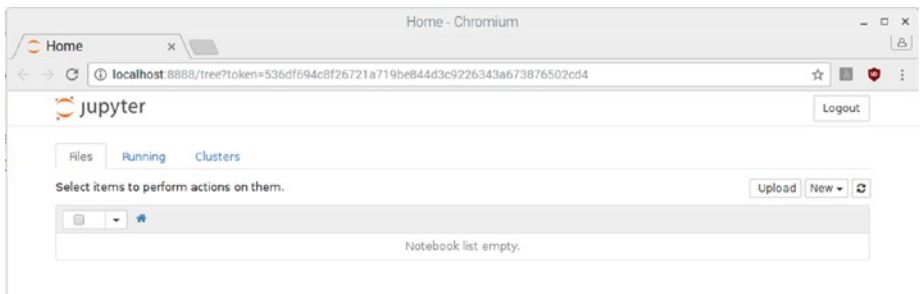 Home - Chromium
Home
localhost:8888/tree?token=536df694c8f26721a719be844d3c9226343a673876502cd4
jupyter
Logout
Files Running Clusters
Select items to perform actions on them.
Upload New
Notebook list empty.